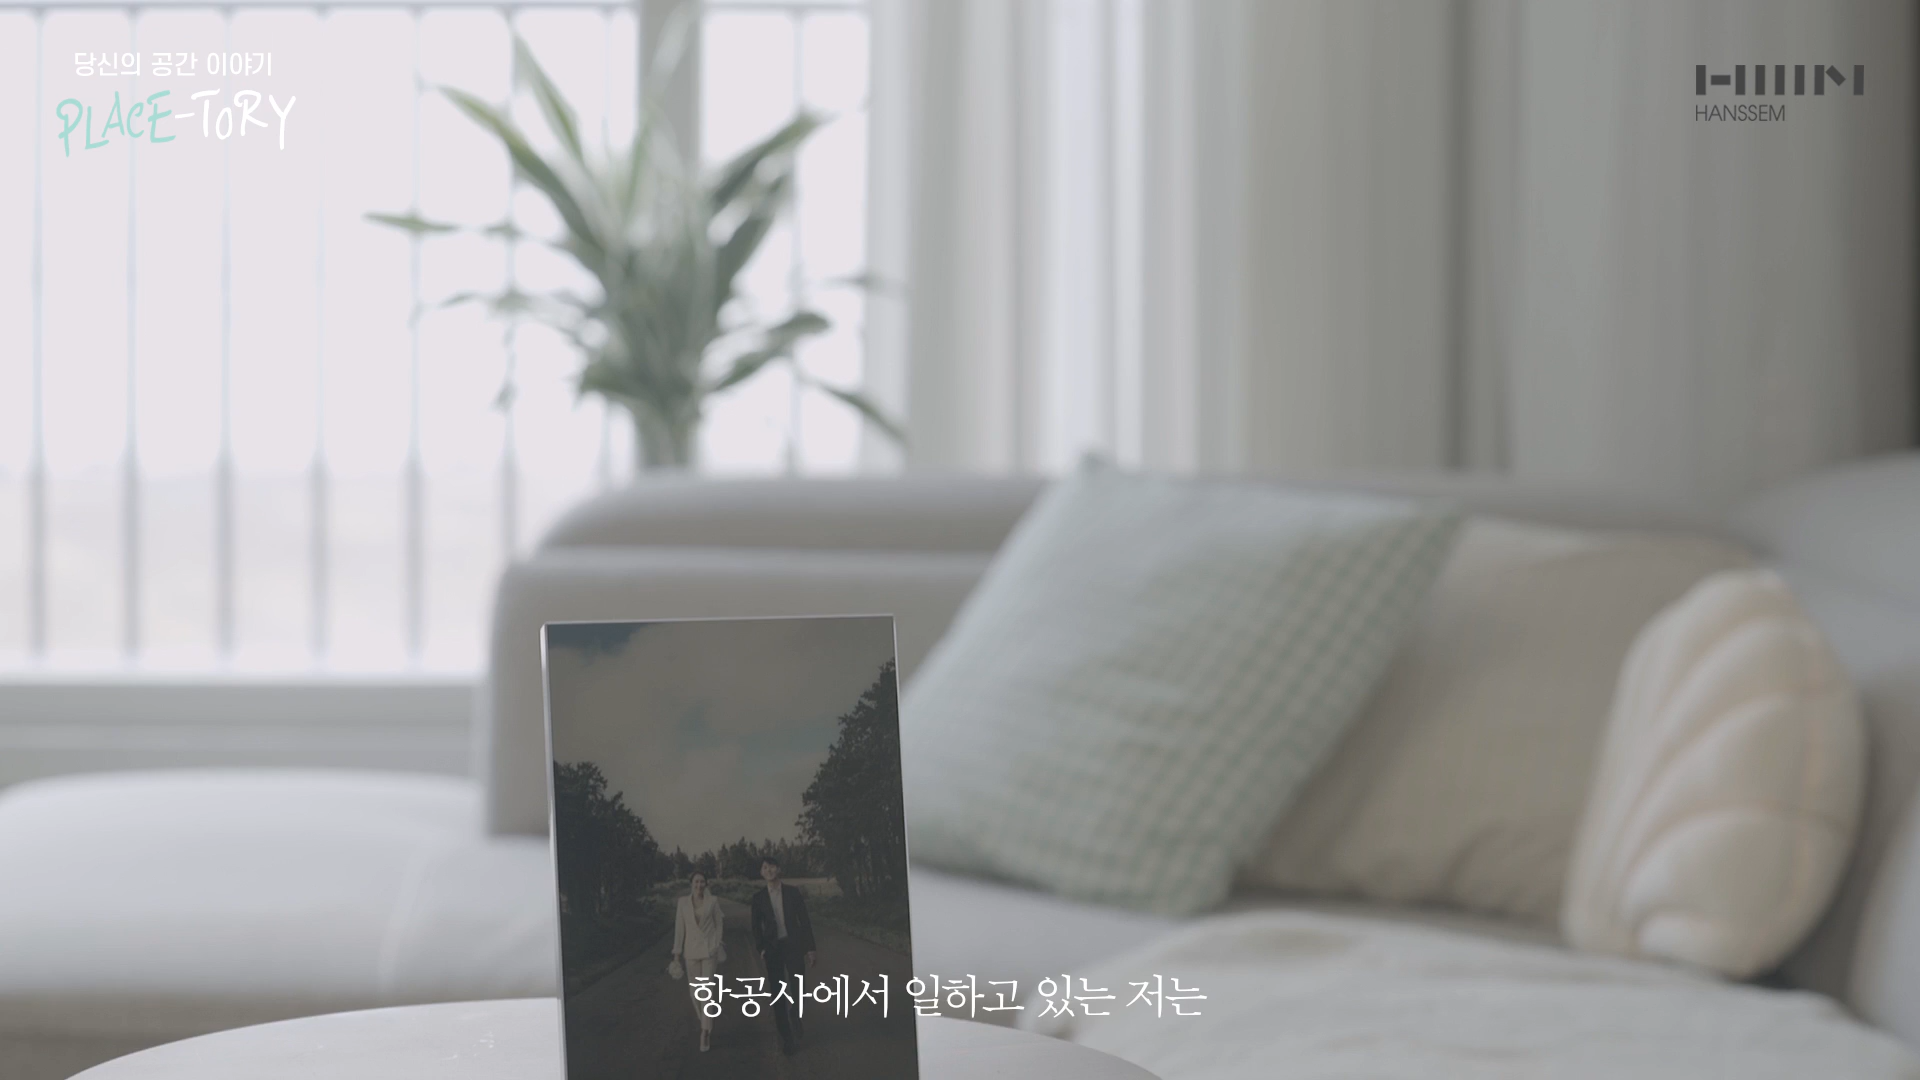 당신의 공간 이야기
PLACE-TORY
HANSSEM
항공사에서 일하고 있는 저는